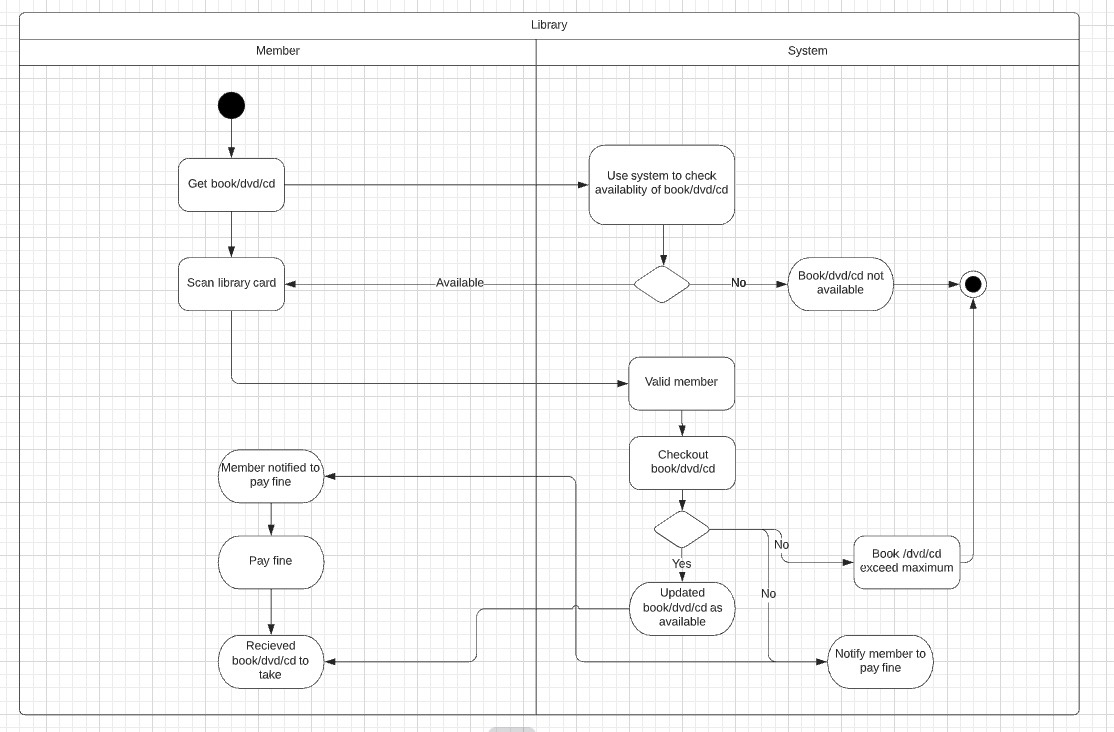 Library
Member
System
Get book/dvd/cd
Use system to check
availablity of book/dvd/cd
Scan library card
Available
No
Book/dvd/cd not
available
Valid member
Checkout
book/dvd/cd
Member notified to
pay fine
No
Book /dvd/cd
exceed maximum
Yes
Pay fine
No
Updated
book/dvd/cd as
available
Recieved
book/dvd/cd to
take
Notify member to
pay fine